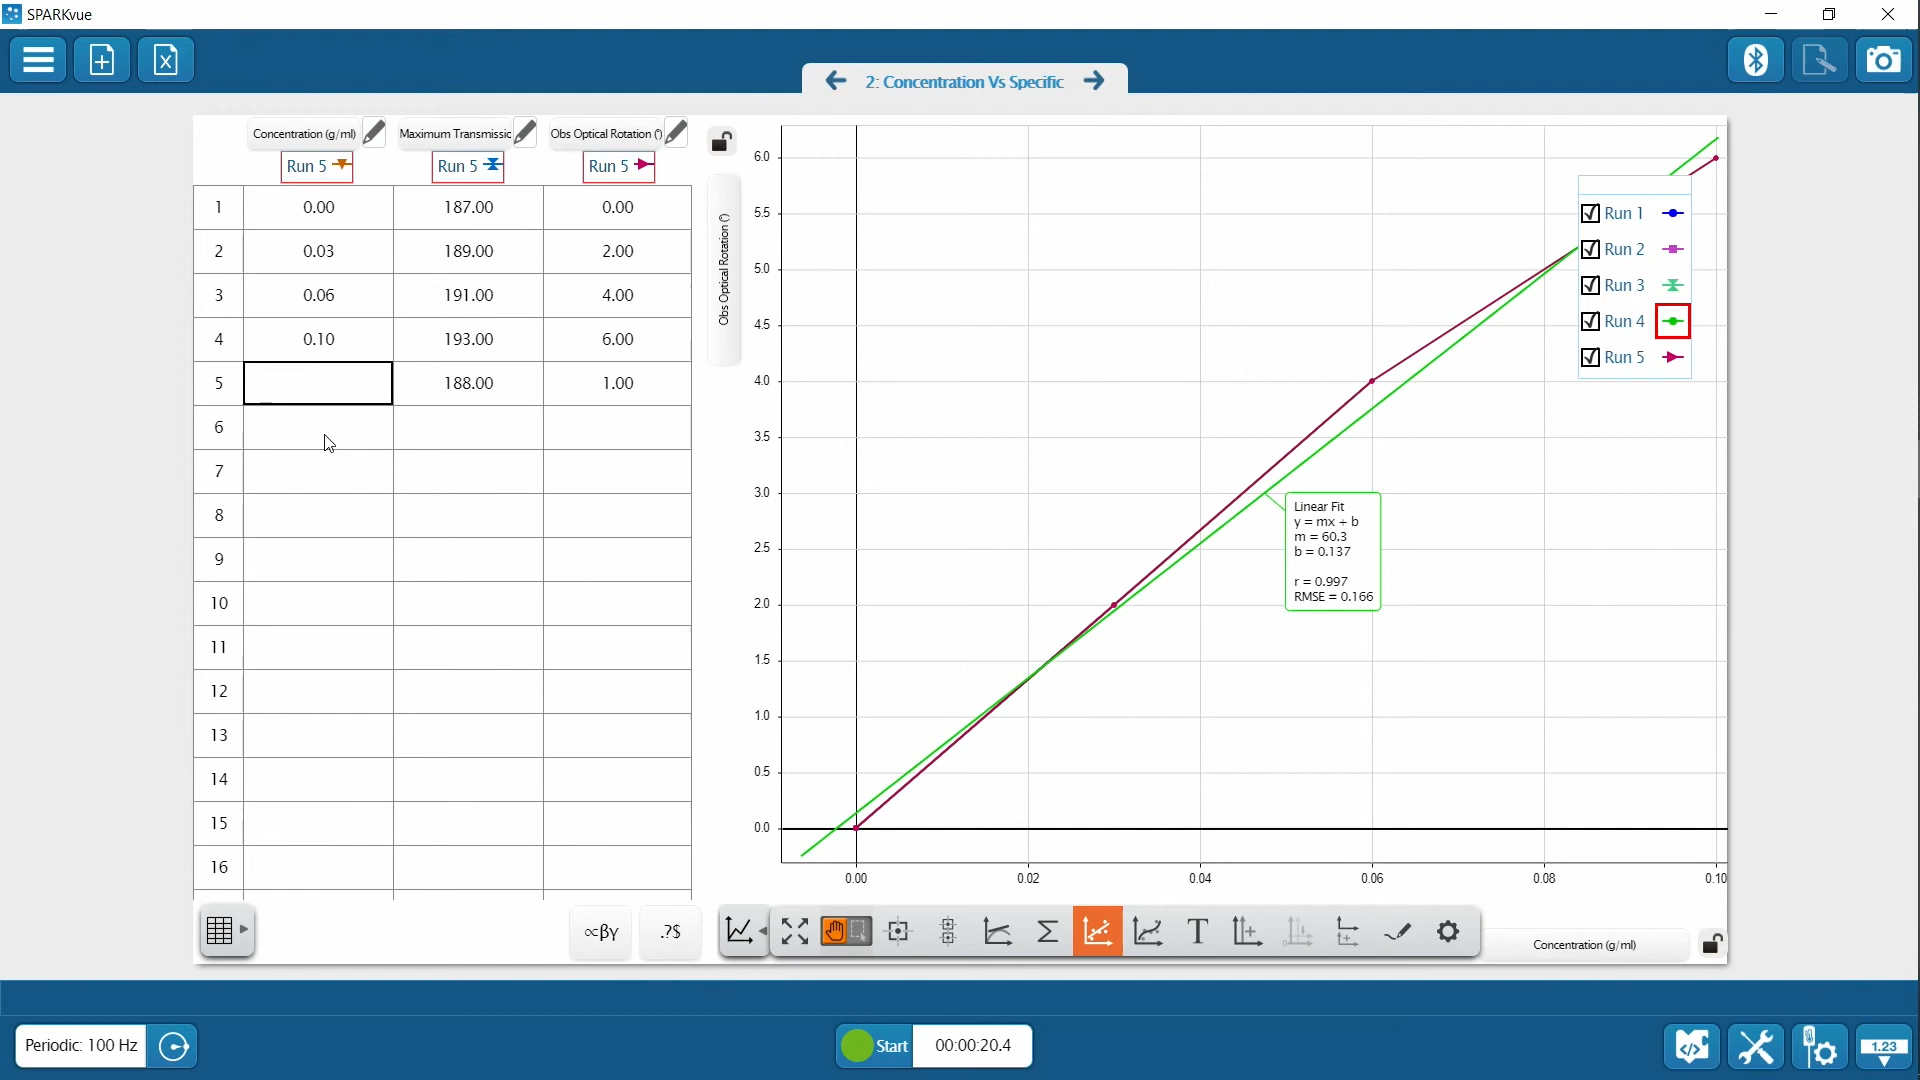 SPARKvue
2: Concentration Vs Specific
Concentration (g/ml) Maximum Transmissic Obs Optical Rotation (°)
Run 5 Run 5 Run 5
1 0.00 187.00 0.00
2 0.03 189.00 2.00
3 0.06 191.00 4.00
4 0.10 193.00 6.00
5 188.00 1.00
6
7
8
9
10
11
12
13
14
15
16
∝βγ
.?$
Obs Optical Rotation (°)
6.0
5.5
5.0
4.5
4.0
3.5
3.0
2.5
2.0
1.5
1.0
0.5
0.0
Run 1
Run 2
Run 3
Run 4
Run 5
Linear Fit
y = mx + b
m = 60.3
b = 0.137
r = 0.997
RMSE = 0.166
0.00 0.02 0.04 0.06 0.08 0.10
Σ
T
Concentration (g/ml)
Periodic: 100 Hz
Start 00:00:20.4
1.23